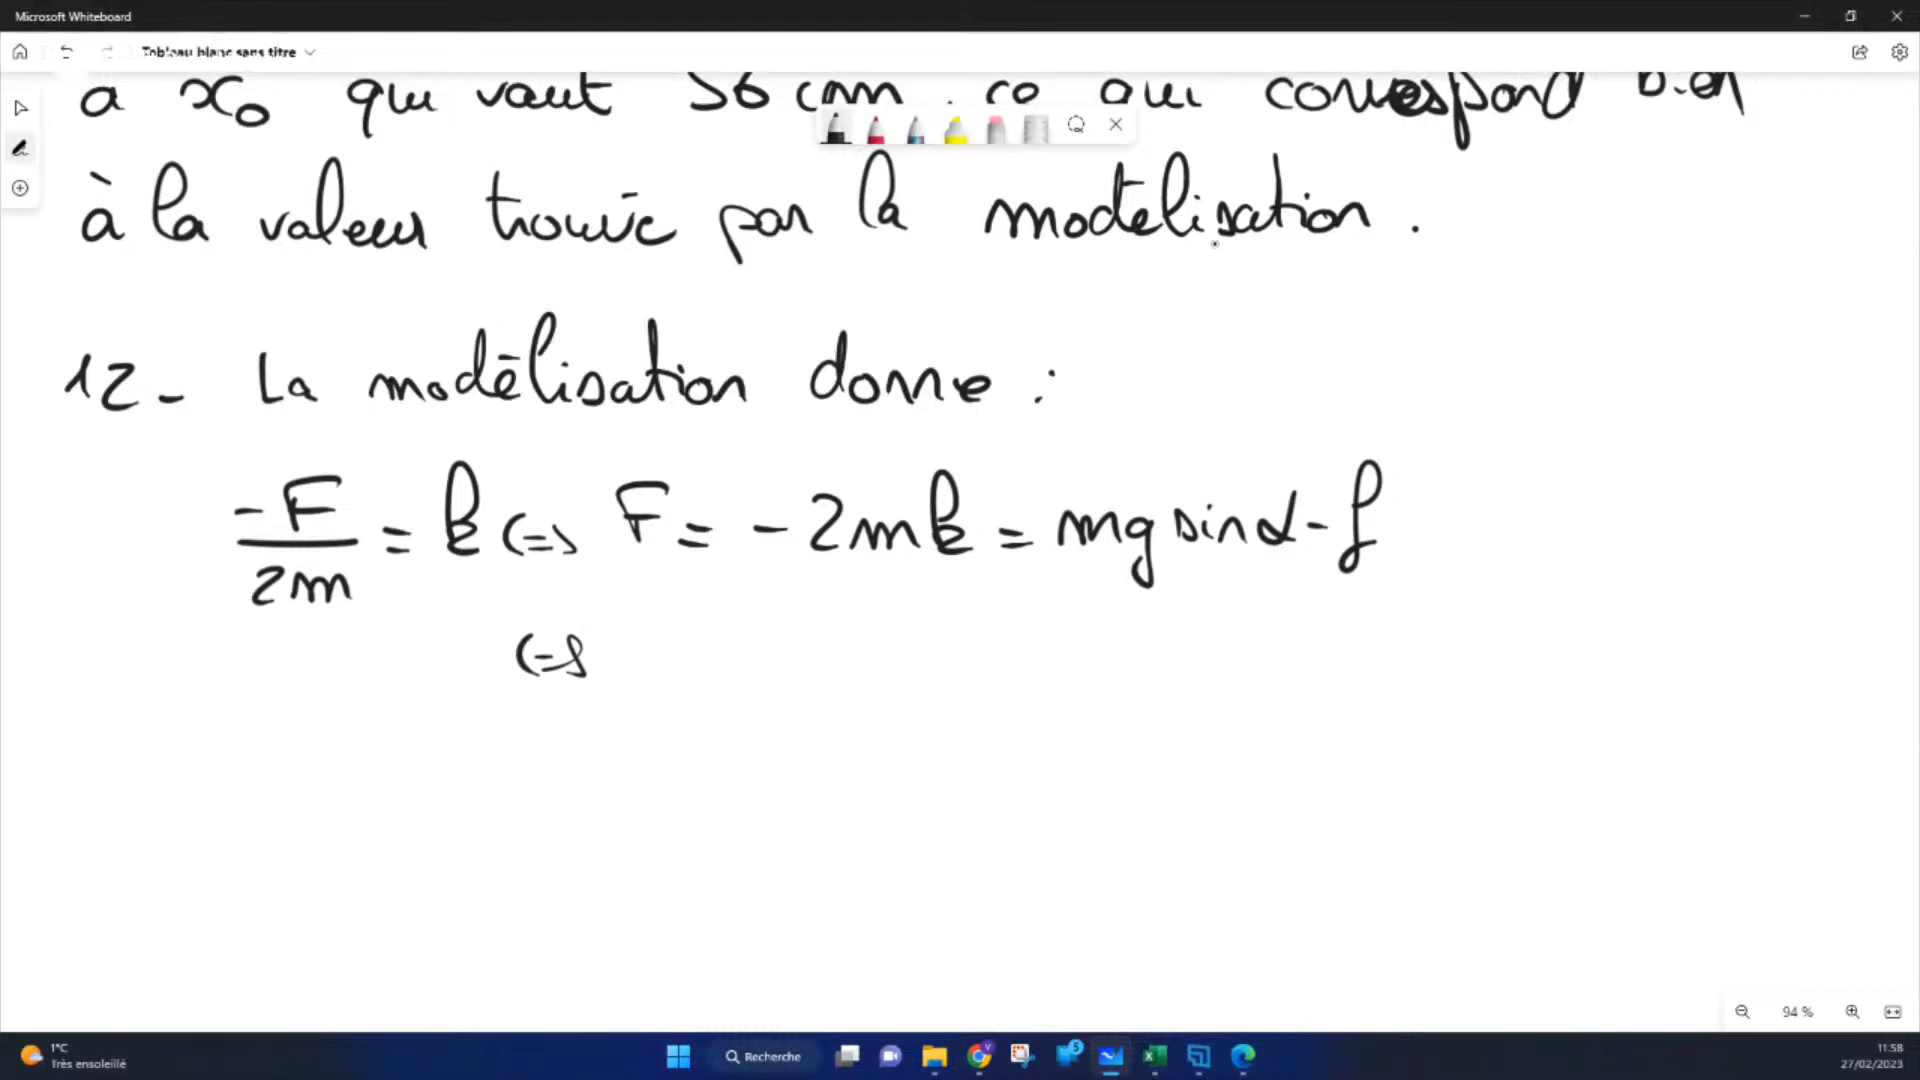 Microsoft Whiteboard
Tableau blanc sans titre
à x₀ qui vaut 56 cm. ce qui correspond bien
à la valeur trouvée par la modélisation.
12- La modélisation donne :
-F/2m = k (=> F = -2mk = mg sinα - f
(=>
94 %
1°C
Très ensoleillé
Recherche
5
11:58
27/02/2023